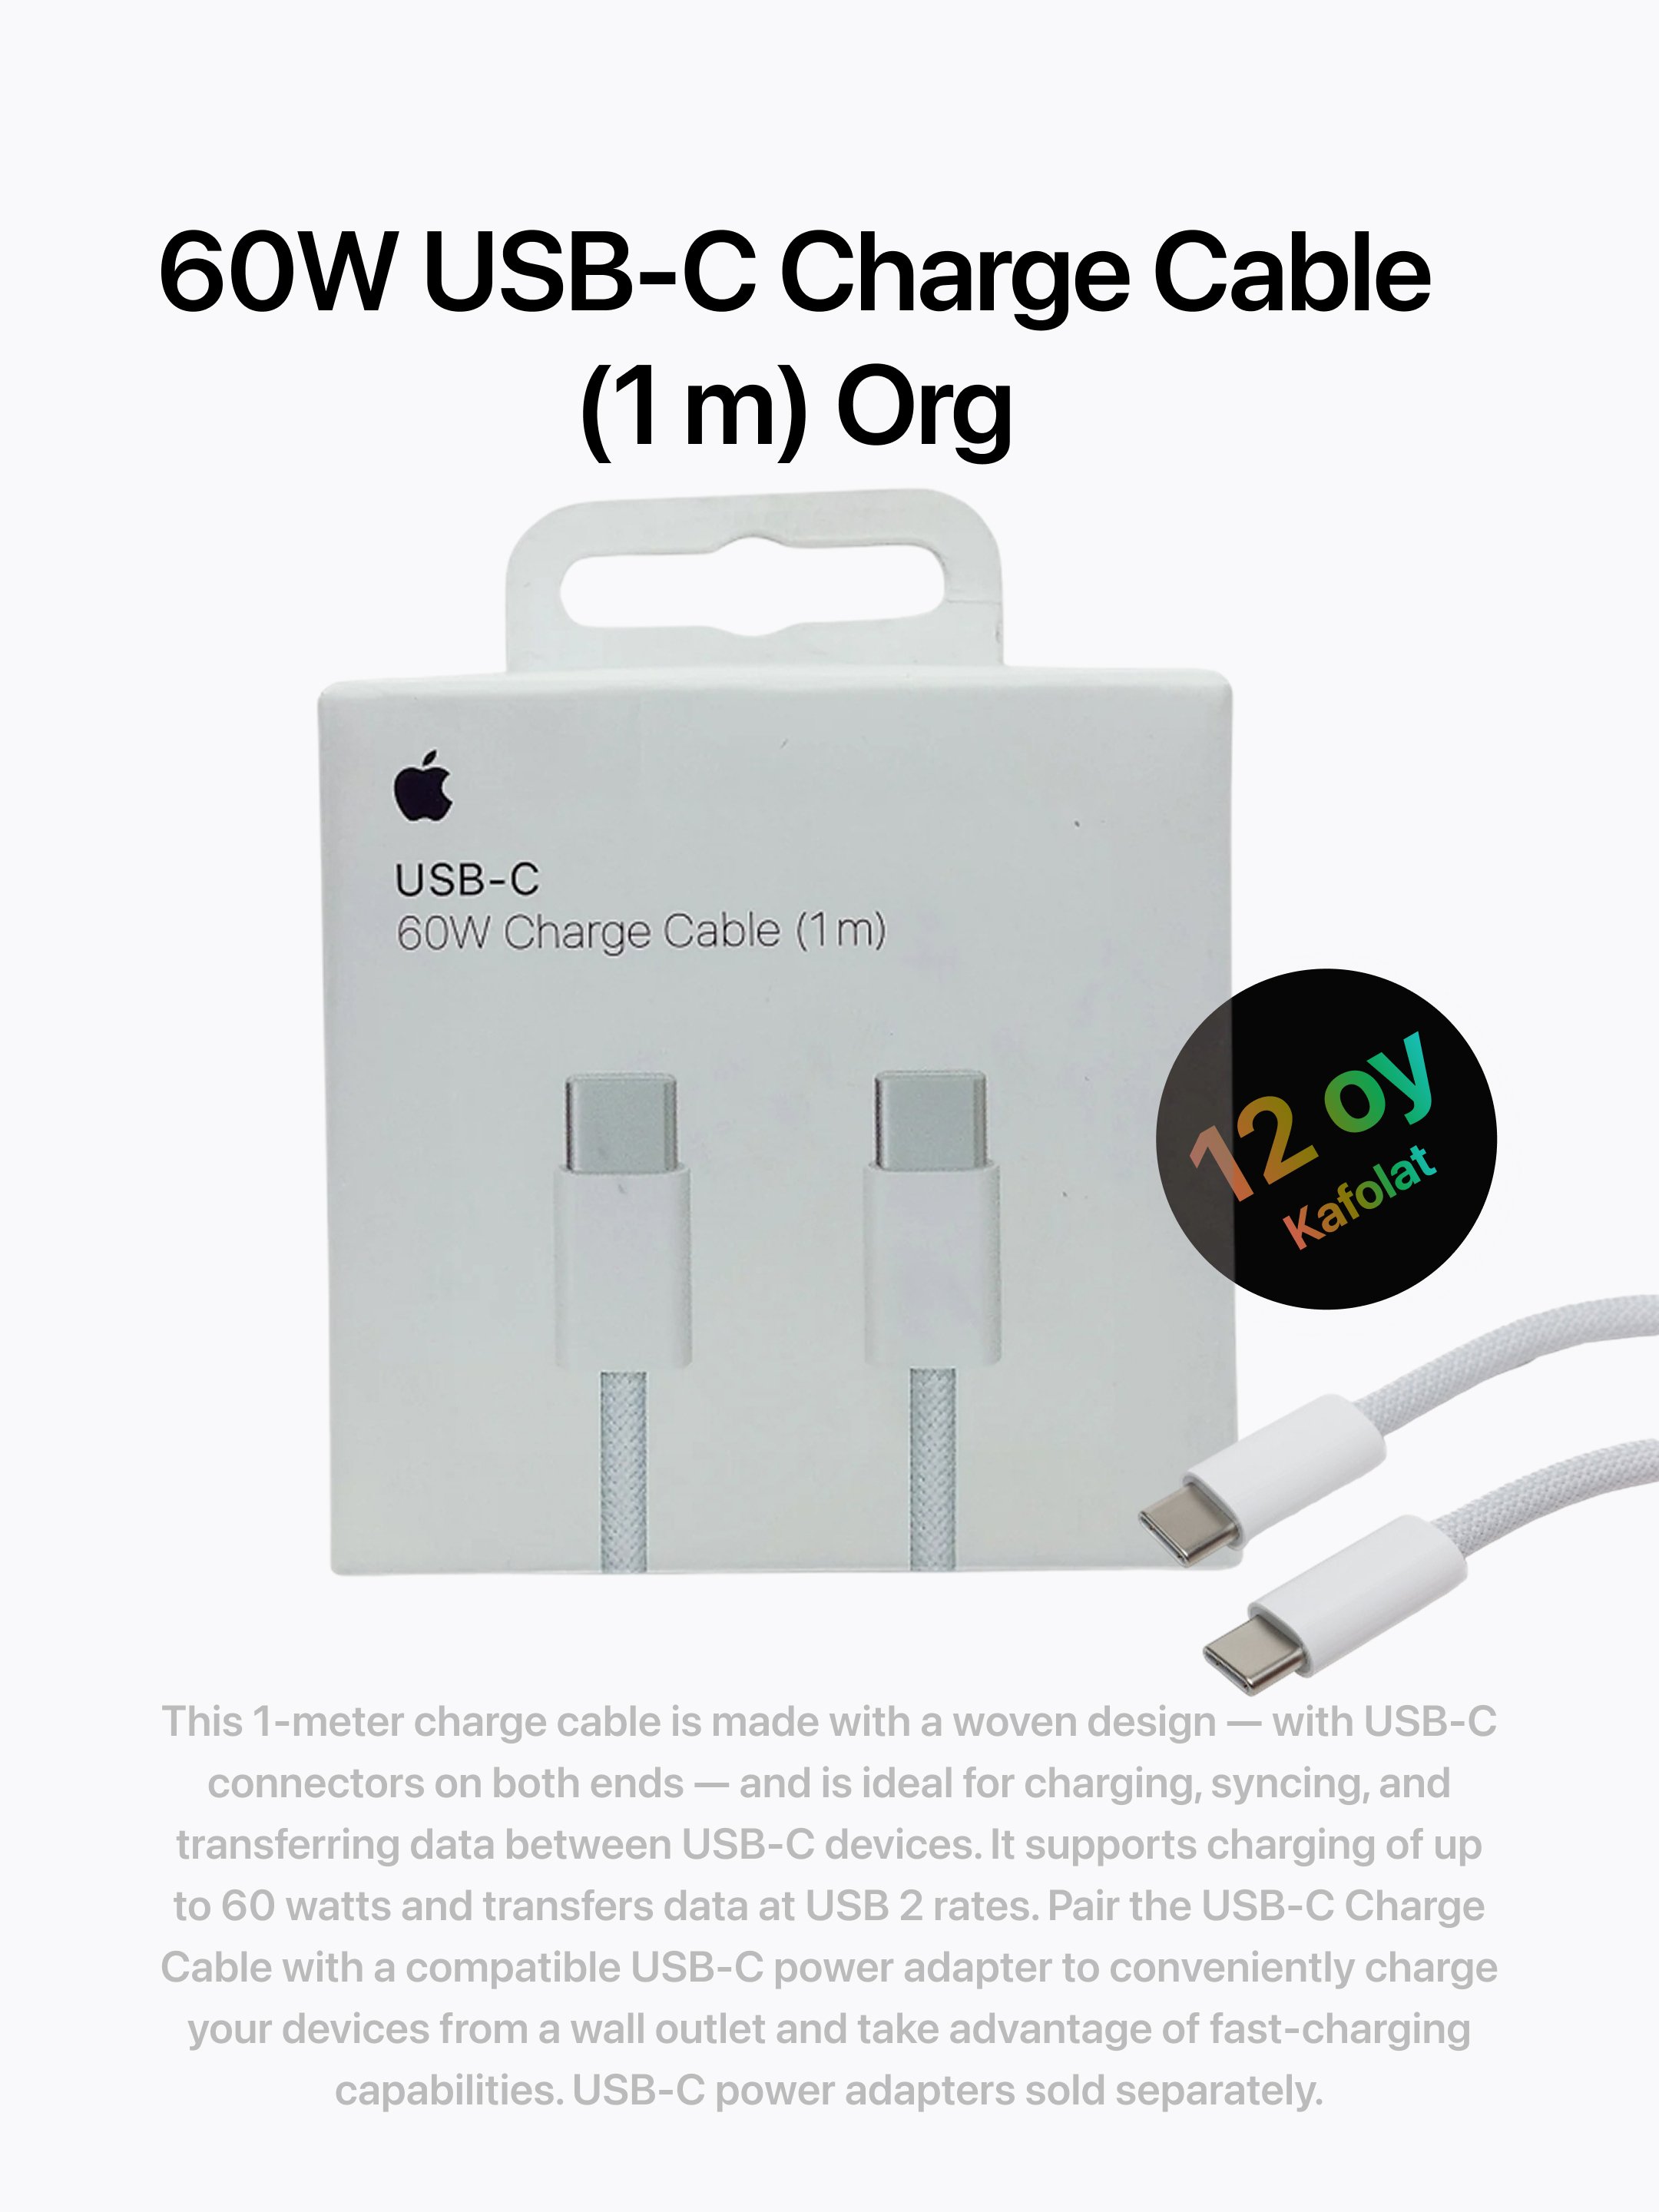 60W USB-C Charge Cable
(1 m) Org
USB-C
60W Charge Cable (1 m)
12 oy
Kafolat
This 1-meter charge cable is made with a woven design — with USB-C
connectors on both ends — and is ideal for charging, syncing, and
transferring data between USB-C devices. It supports charging of up
to 60 watts and transfers data at USB 2 rates. Pair the USB-C Charge
Cable with a compatible USB-C power adapter to conveniently charge
your devices from a wall outlet and take advantage of fast-charging
capabilities. USB-C power adapters sold separately.